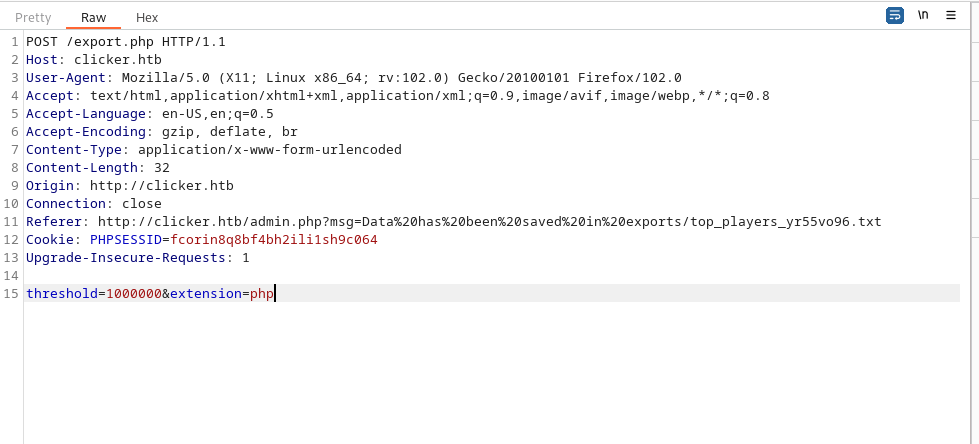 Pretty Raw Hex \n
1 POST /export.php HTTP/1.1
2 Host: clicker.htb
3 User-Agent: Mozilla/5.0 (X11; Linux x86_64; rv:102.0) Gecko/20100101 Firefox/102.0
4 Accept: text/html,application/xhtml+xml,application/xml;q=0.9,image/avif,image/webp,*/*;q=0.8
5 Accept-Language: en-US,en;q=0.5
6 Accept-Encoding: gzip, deflate, br
7 Content-Type: application/x-www-form-urlencoded
8 Content-Length: 32
9 Origin: http://clicker.htb
10 Connection: close
11 Referer: http://clicker.htb/admin.php?msg=Data%20has%20been%20saved%20in%20exports/top_players_yr55vo96.txt
12 Cookie: PHPSESSID=fcorin8q8bf4bh2ili1sh9c064
13 Upgrade-Insecure-Requests: 1
14
15 threshold=1000000&extension=php